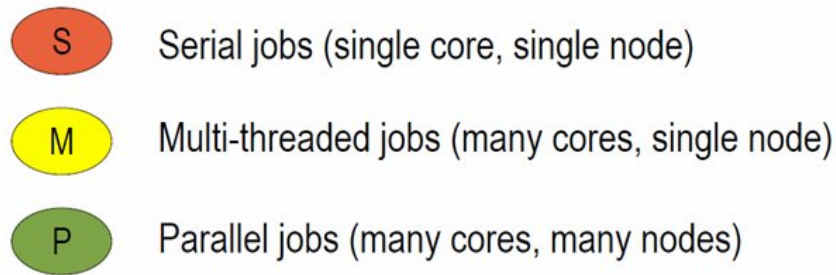 S Serial jobs (single core, single node)
M Multi-threaded jobs (many cores, single node)
P Parallel jobs (many cores, many nodes)